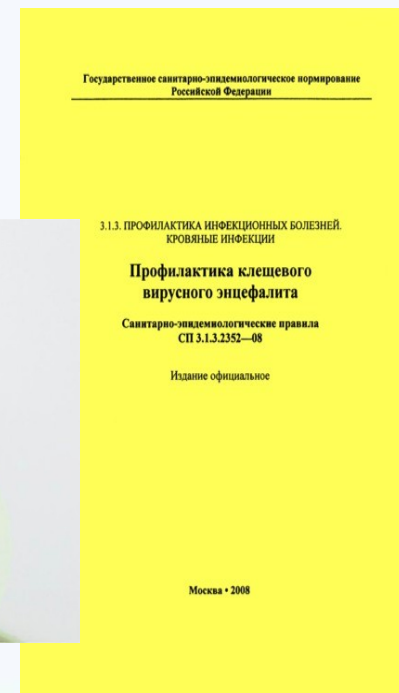 Государственное санитарно-эпидемиологическое нормирование
Российской Федерации
3.1.3. ПРОФИЛАКТИКА ИНФЕКЦИОННЫХ БОЛЕЗНЕЙ.
КРОВЯНЫЕ ИНФЕКЦИИ
Профилактика клещевого
вирусного энцефалита
Санитарно-эпидемиологические правила
СП 3.1.3.2352—08
Издание официальное
Москва • 2008